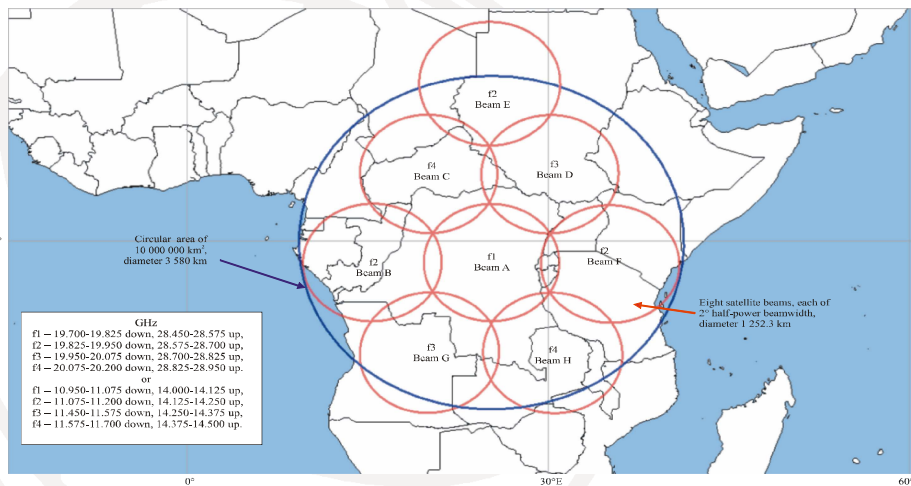 f2
Beam E
f4
Beam C
f3
Beam D
Circular area of
10 000 000 km²,
diameter 3 580 km
f2
Beam B
f1
Beam A
f2
Beam F
Eight satellite beams, each of
2° half-power beamwidth,
diameter 1 252.3 km
GHz
f1 – 19.700-19.825 down, 28.450-28.575 up,
f2 – 19.825-19.950 down, 28.575-28.700 up,
f3 – 19.950-20.075 down, 28.700-28.825 up,
f4 – 20.075-20.200 down, 28.825-28.950 up.
or
f1 – 10.950-11.075 down, 14.000-14.125 up,
f2 – 11.075-11.200 down, 14.125-14.250 up,
f3 – 11.450-11.575 down, 14.250-14.375 up,
f4 – 11.575-11.700 down, 14.375-14.500 up.
f3
Beam G
f4
Beam H
0°
30°E
60°